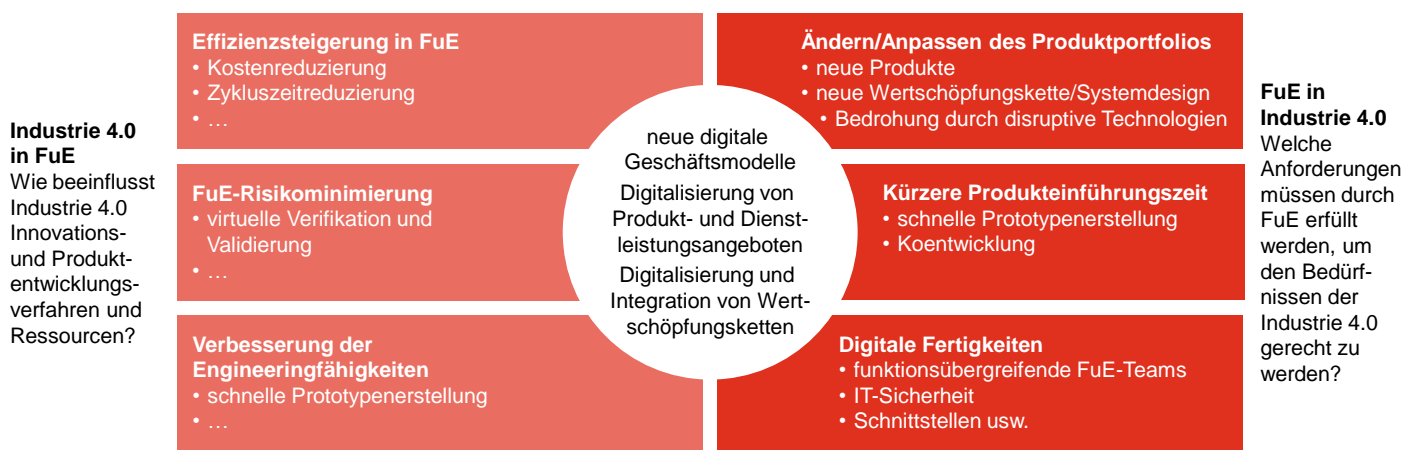 Industrie 4.0
in FuE
Wie beeinflusst
Industrie 4.0
Innovations-
und Produkt-
entwicklungs-
verfahren und
Ressourcen?
Effizienzsteigerung in FuE
• Kostenreduzierung
• Zykluszeitreduzierung
• …
FuE-Risikominimierung
• virtuelle Verifikation und
Validierung
• …
Verbesserung der
Engineeringfähigkeiten
• schnelle Prototypenerstellung
• …
neue digitale
Geschäftsmodelle
Digitalisierung von
Produkt- und Dienst-
leistungsangeboten
Digitalisierung und
Integration von Wert-
schöpfungsketten
Ändern/Anpassen des Produktportfolios
• neue Produkte
• neue Wertschöpfungskette/Systemdesign
• Bedrohung durch disruptive Technologien
Kürzere Produkteinführungszeit
• schnelle Prototypenerstellung
• Koentwicklung
Digitale Fertigkeiten
• funktionsübergreifende FuE-Teams
• IT-Sicherheit
• Schnittstellen usw.
FuE in
Industrie 4.0
Welche
Anforderungen
müssen durch
FuE erfüllt
werden, um
den Bedürf-
nissen der
Industrie 4.0
gerecht zu
werden?